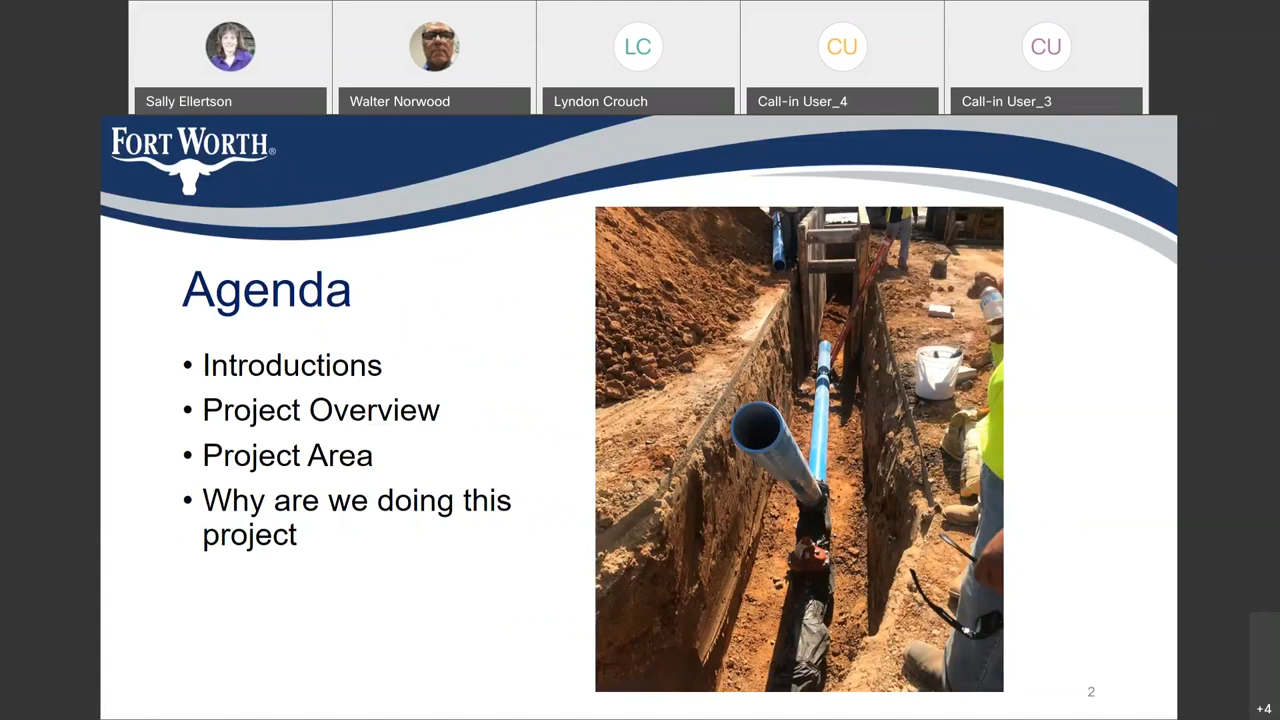 LC
CU
CU
Sally Ellertson
Walter Norwood
Lyndon Crouch
Call-in User_4
Call-in User_3
FORT WORTH®
Agenda
• Introductions
• Project Overview
• Project Area
• Why are we doing this
project
2
+4